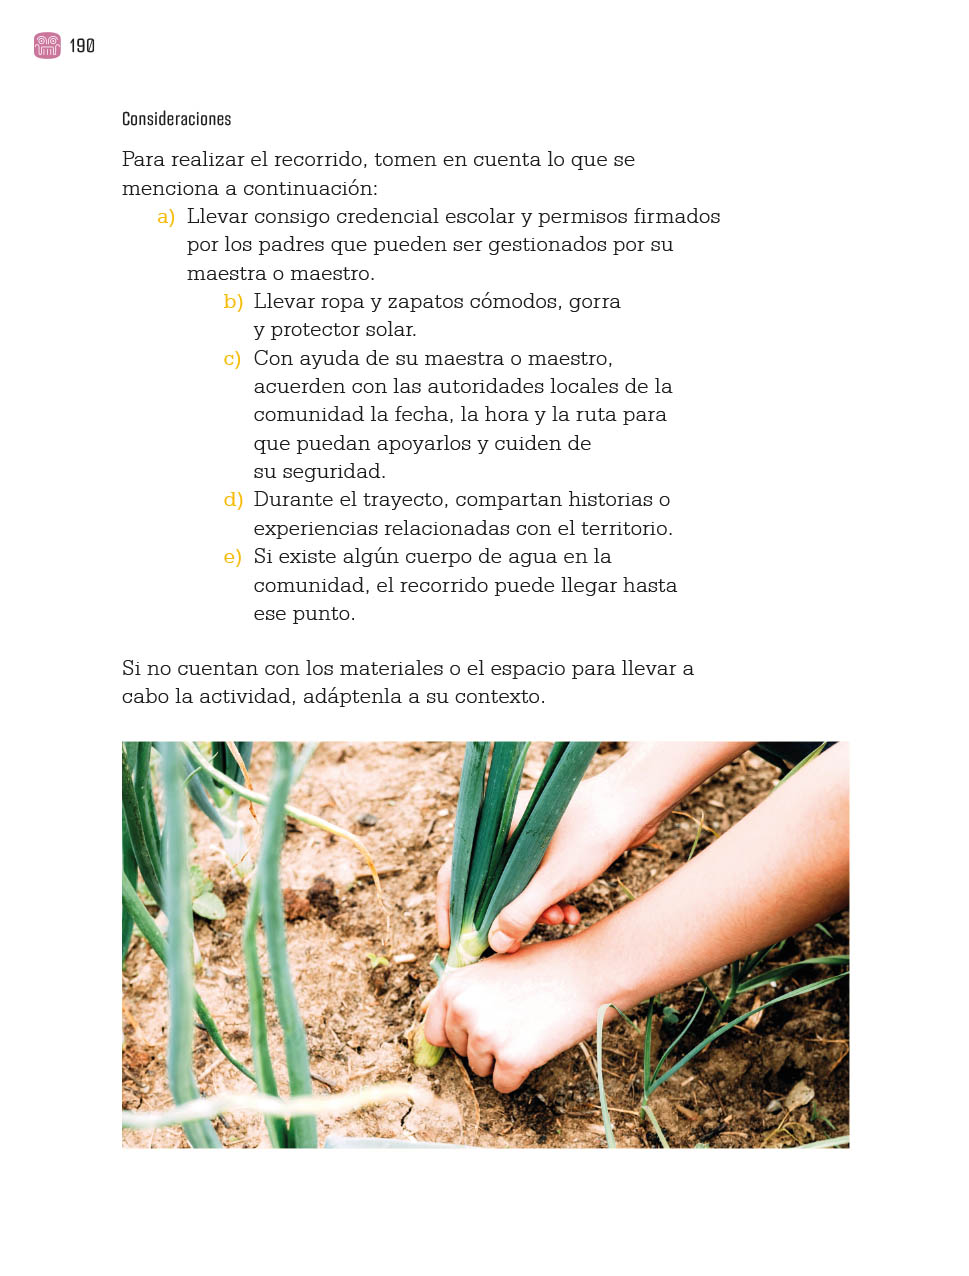 190
Consideraciones
Para realizar el recorrido, tomen en cuenta lo que se
menciona a continuación:
a) Llevar consigo credencial escolar y permisos firmados
por los padres que pueden ser gestionados por su
maestra o maestro.
b) Llevar ropa y zapatos cómodos, gorra
y protector solar.
c) Con ayuda de su maestra o maestro,
acuerden con las autoridades locales de la
comunidad la fecha, la hora y la ruta para
que puedan apoyarlos y cuiden de
su seguridad.
d) Durante el trayecto, compartan historias o
experiencias relacionadas con el territorio.
e) Si existe algún cuerpo de agua en la
comunidad, el recorrido puede llegar hasta
ese punto.
Si no cuentan con los materiales o el espacio para llevar a
cabo la actividad, adáptenla a su contexto.